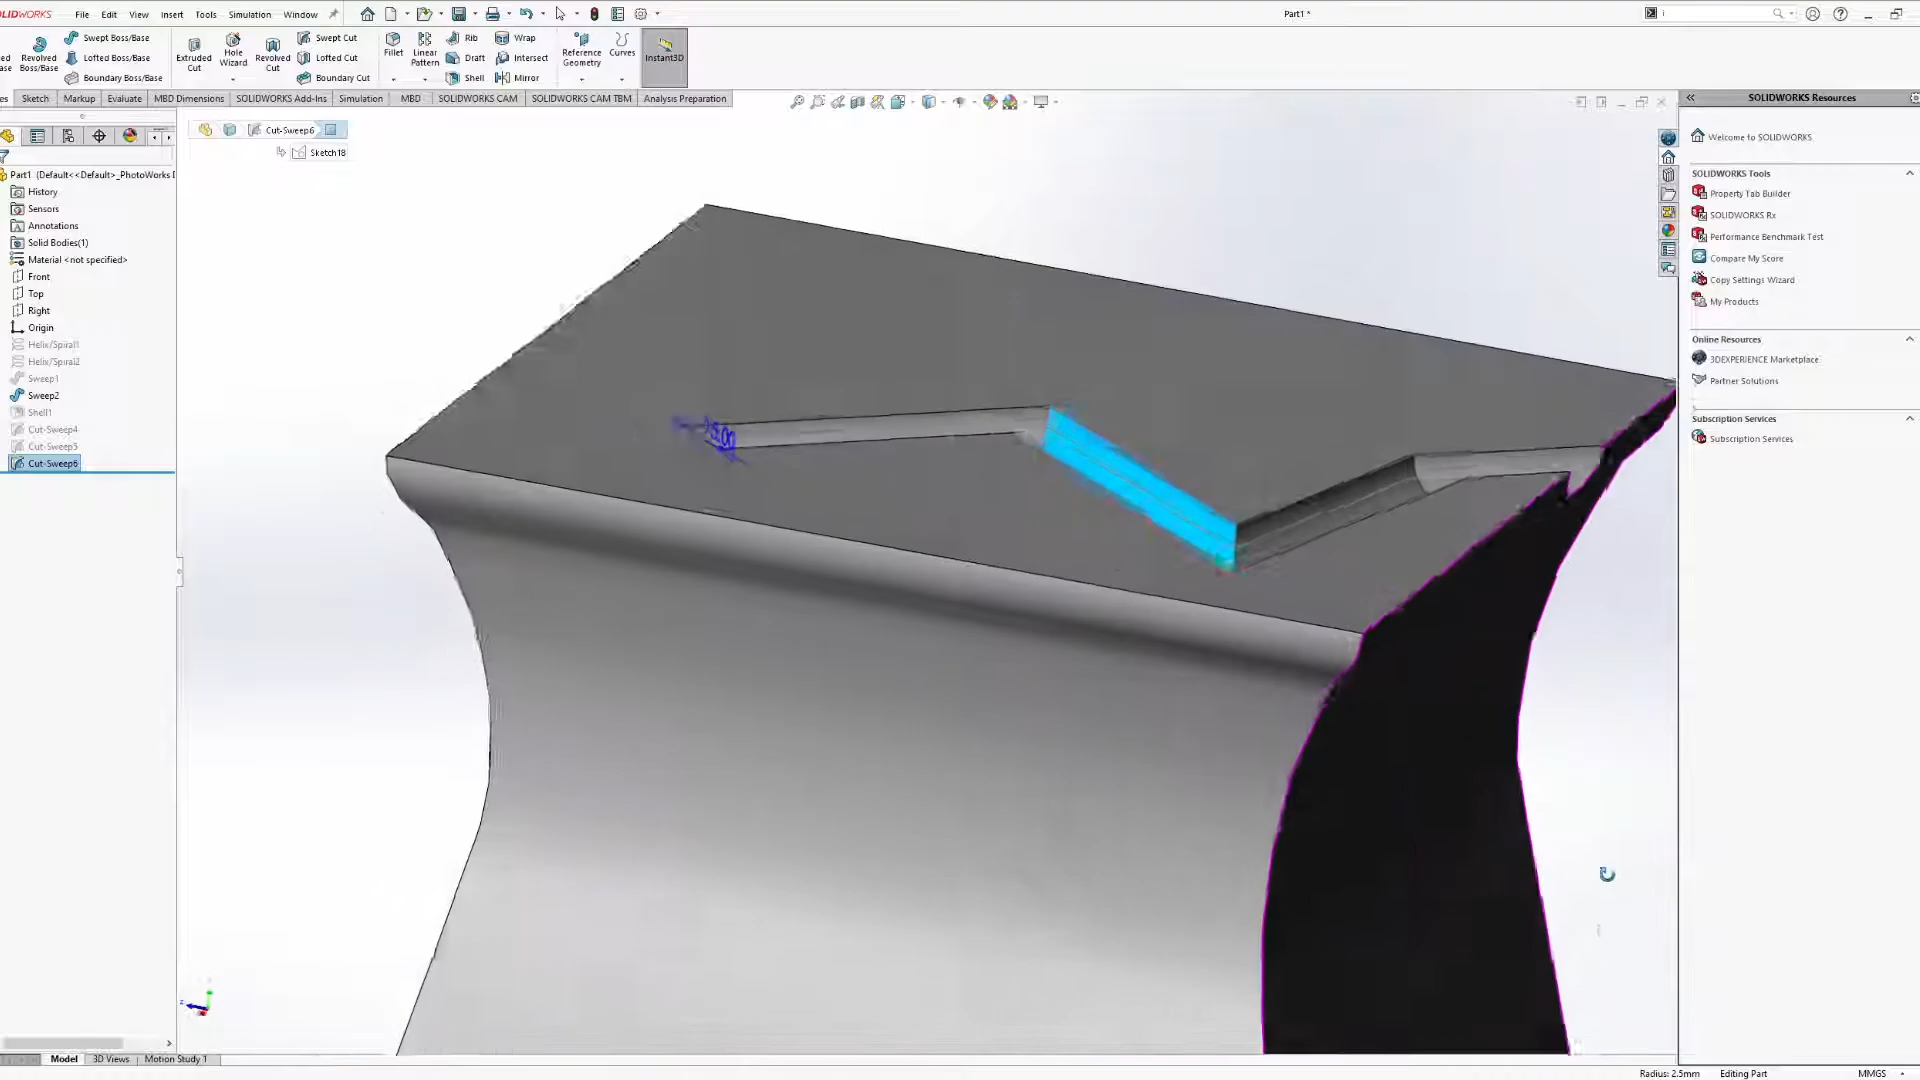 SOLIDWORKS File Edit View Insert Tools Simulation Window
Part1 *
Revolved Boss/Base
Swept Boss/Base
Lofted Boss/Base
Boundary Boss/Base
Extruded Cut
Hole Wizard
Revolved Cut
Swept Cut
Lofted Cut
Boundary Cut
Fillet
Linear Pattern
Rib
Draft
Shell
Wrap
Intersect
Mirror
Reference Geometry
Curves
Instant3D
Sketch Markup Evaluate MBD Dimensions SOLIDWORKS Add-Ins Simulation MBD SOLIDWORKS CAM SOLIDWORKS CAM TBM Analysis Preparation
Cut-Sweep6
Sketch18
Part1 (Default<<Default>_PhotoWorks
History
Sensors
Annotations
Solid Bodies(1)
Material <not specified>
Front
Top
Right
Origin
Helix/Spiral1
Helix/Spiral2
Sweep1
Sweep2
Shell1
Cut-Sweep4
Cut-Sweep5
Cut-Sweep6
SOLIDWORKS Resources
Welcome to SOLIDWORKS
SOLIDWORKS Tools
Property Tab Builder
SOLIDWORKS Rx
Performance Benchmark Test
Compare My Score
Copy Settings Wizard
My Products
Online Resources
3DEXPERIENCE Marketplace
Partner Solutions
Subscription Services
Subscription Services
Model 3D Views Motion Study 1
Radius: 2.5mm Editing Part MMGS